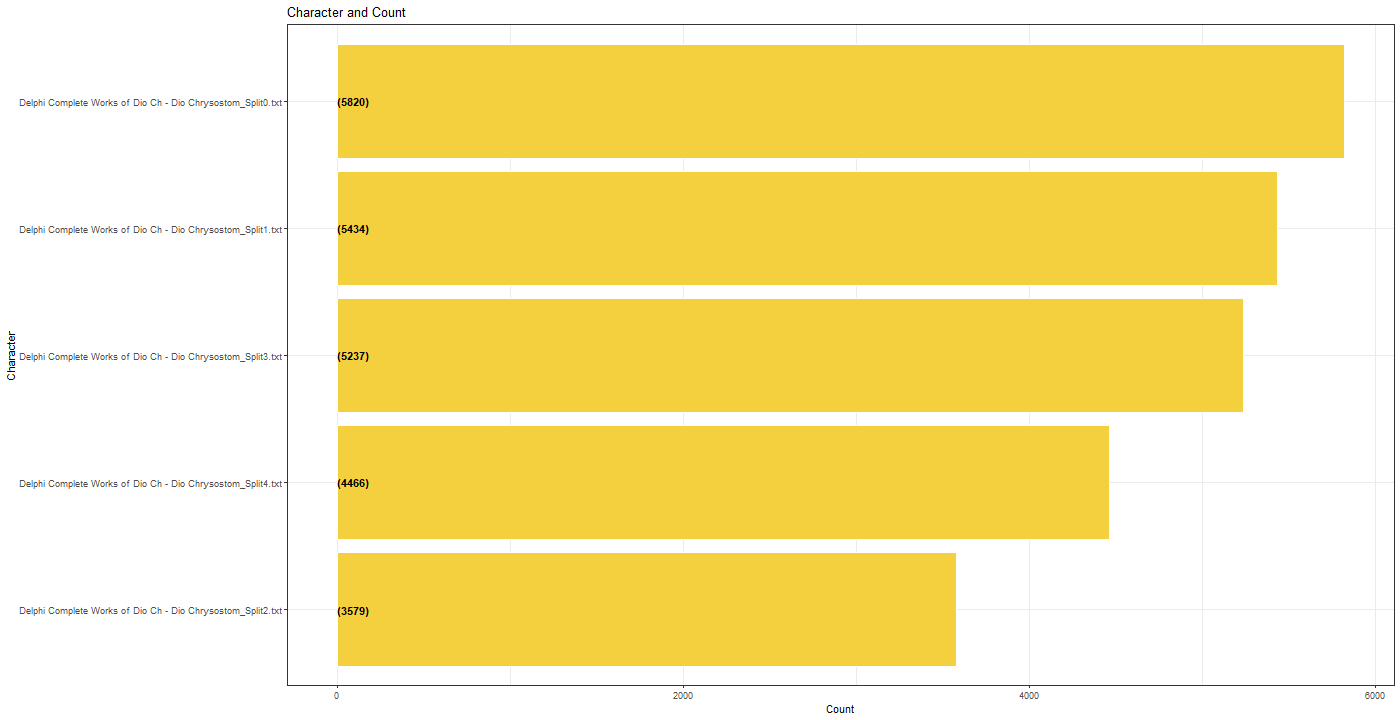 Character and Count
Delphi Complete Works of Dio Ch - Dio Chrysostom_Split0.txt
(5820)
Delphi Complete Works of Dio Ch - Dio Chrysostom_Split1.txt
(5434)
Delphi Complete Works of Dio Ch - Dio Chrysostom_Split3.txt
(5237)
Delphi Complete Works of Dio Ch - Dio Chrysostom_Split4.txt
(4466)
Delphi Complete Works of Dio Ch - Dio Chrysostom_Split2.txt
(3579)
Character
0
2000
4000
6000
Count